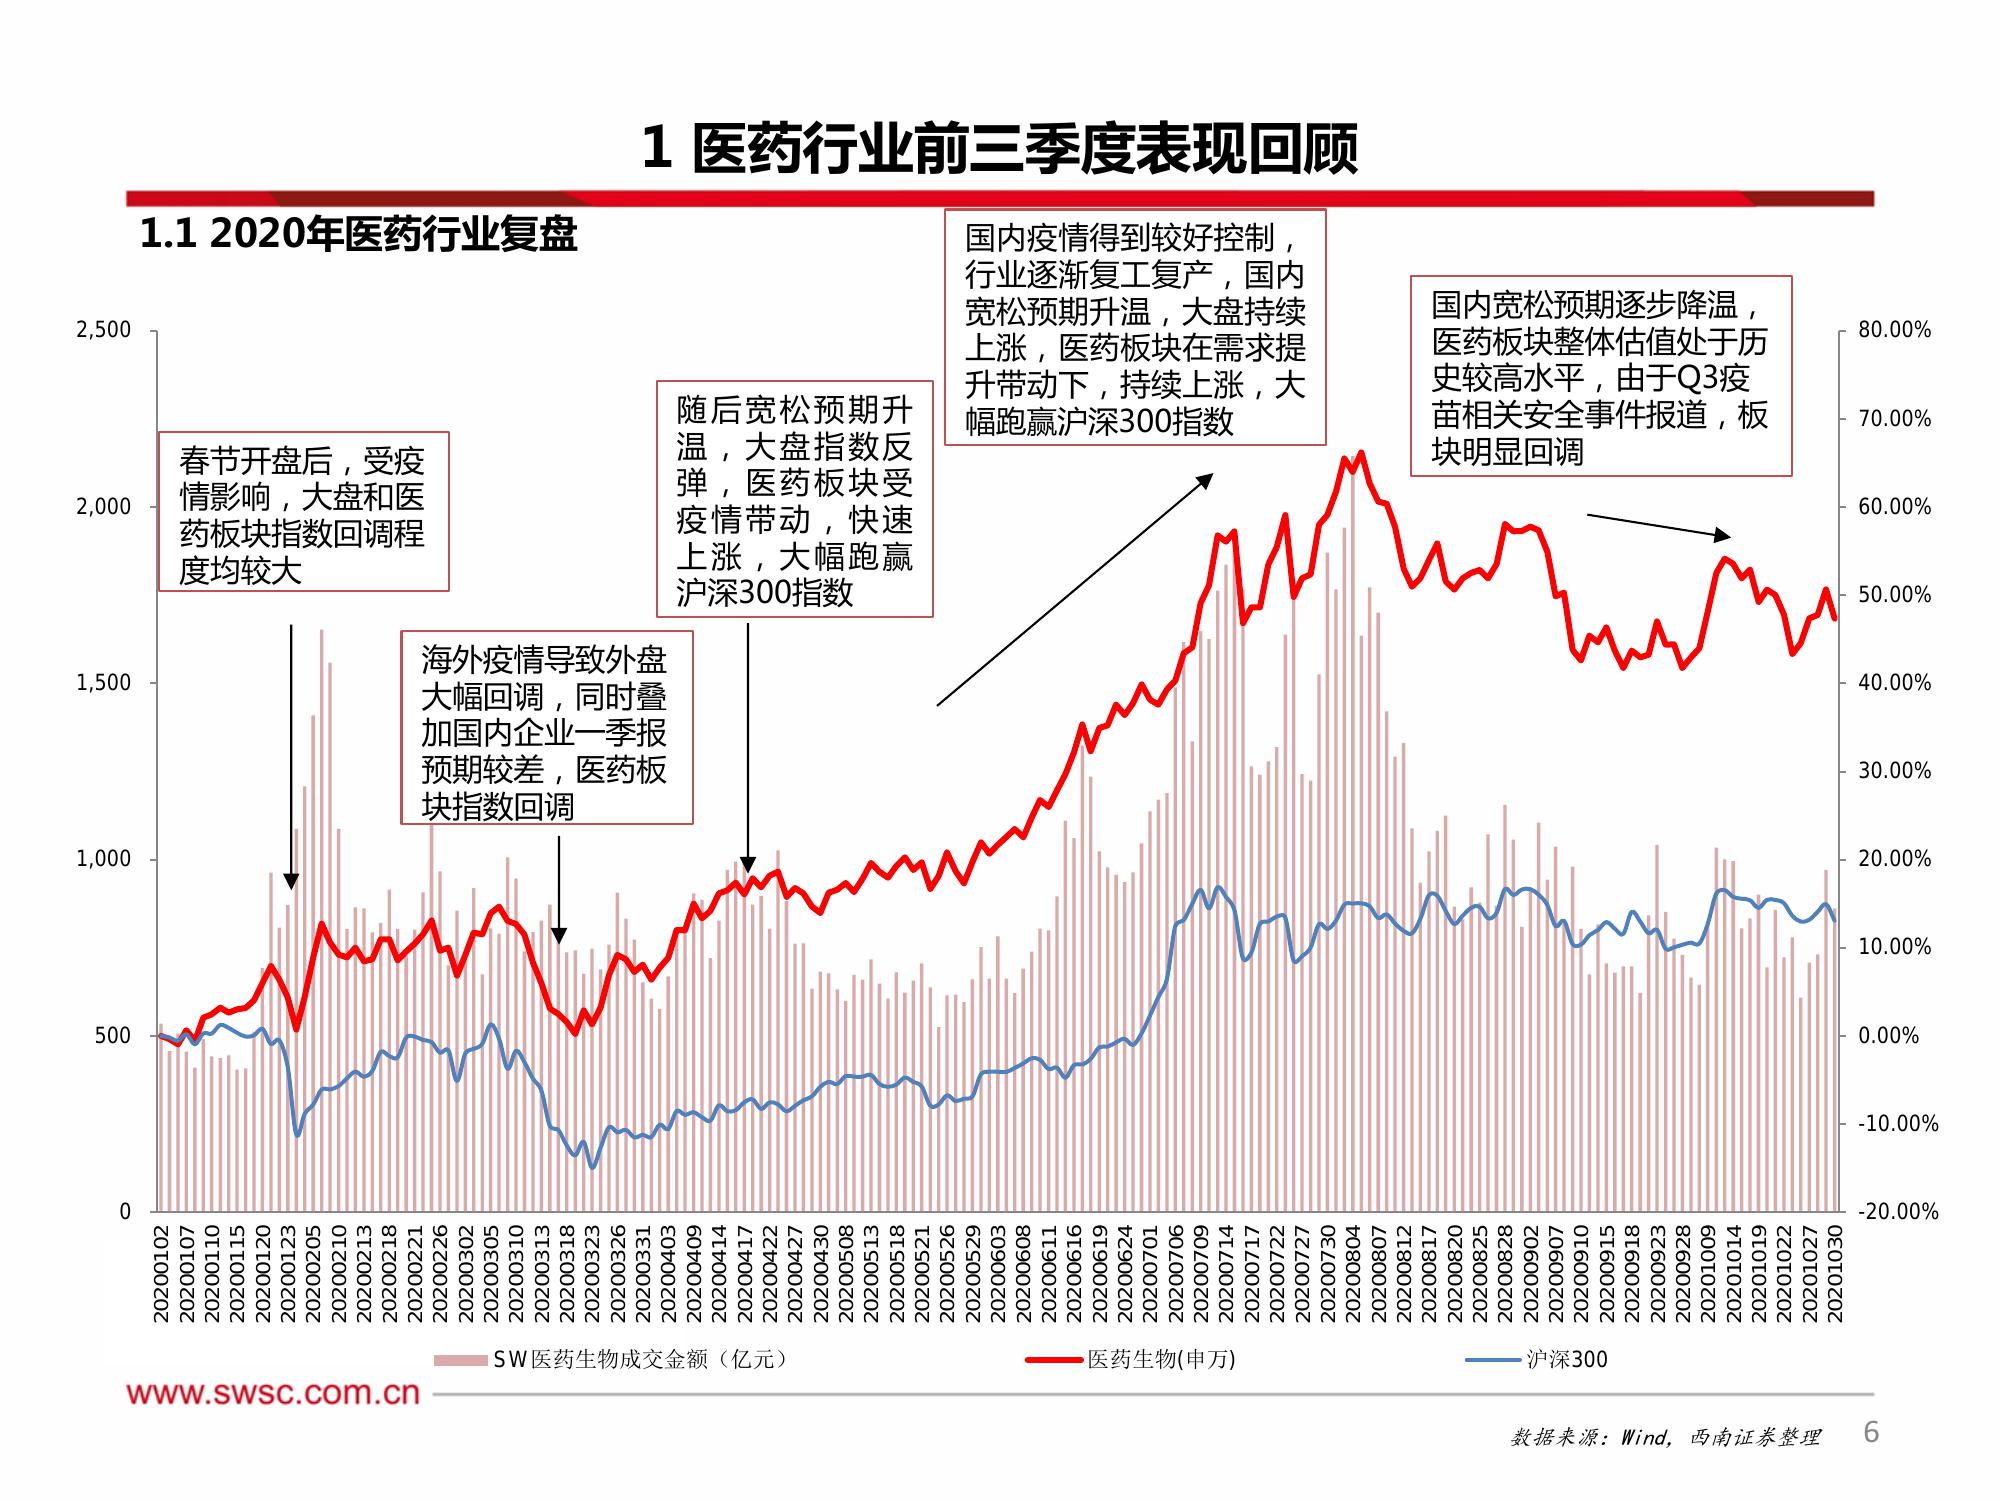 1 医药行业前三季度表现回顾
1.1 2020年医药行业复盘
国内疫情得到较好控制，
行业逐渐复工复产，国内
宽松预期升温，大盘持续
上涨，医药板块在需求提
升带动下，持续上涨，大
幅跑赢沪深300指数
国内宽松预期逐步降温，
医药板块整体估值处于历
史较高水平，由于Q3疫
苗相关安全事件报道，板
块明显回调
随后宽松预期升
温，大盘指数反
弹，医药板块受
疫情带动，快速
上涨，大幅跑赢
沪深300指数
春节开盘后，受疫
情影响，大盘和医
药板块指数回调程
度均较大
海外疫情导致外盘
大幅回调，同时叠
加国内企业一季报
预期较差，医药板
块指数回调
2,500
2,000
1,500
1,000
500
0
80.00%
70.00%
60.00%
50.00%
40.00%
30.00%
20.00%
10.00%
0.00%
-10.00%
-20.00%
20200102
20200107
20200110
20200115
20200120
20200123
20200205
20200210
20200213
20200218
20200221
20200226
20200302
20200305
20200310
20200313
20200318
20200323
20200326
20200331
20200403
20200409
20200414
20200417
20200422
20200427
20200430
20200508
20200513
20200518
20200521
20200526
20200529
20200603
20200608
20200611
20200616
20200619
20200624
20200701
20200706
20200709
20200714
20200717
20200722
20200727
20200730
20200804
20200807
20200812
20200817
20200820
20200825
20200828
20200902
20200907
20200910
20200915
20200918
20200923
20200928
20201009
20201014
20201019
20201022
20201027
20201030
SW医药生物成交金额（亿元）
医药生物(申万)
沪深300
www.swsc.com.cn
数据来源：Wind，西南证券整理
6